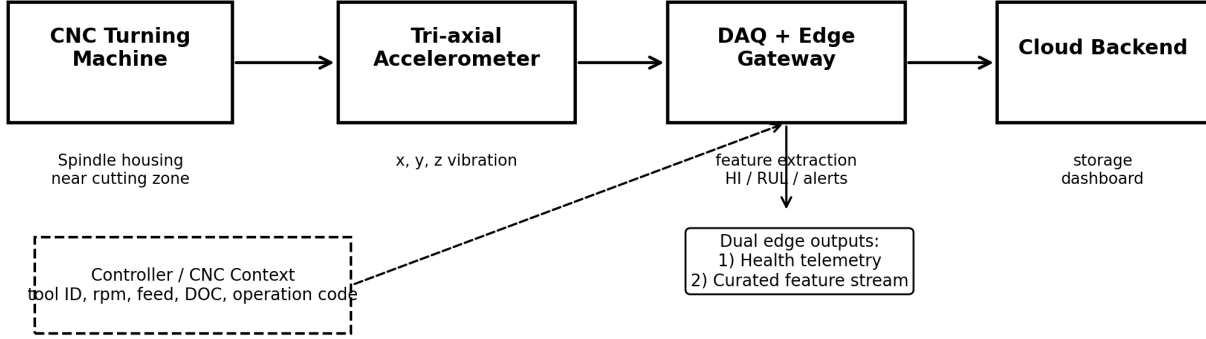 CNC Turning
Machine
Tri-axial
Accelerometer
DAQ + Edge
Gateway
Cloud Backend
Spindle housing
near cutting zone
x, y, z vibration
feature extraction
HI / RUL / alerts
storage
dashboard
Controller / CNC Context
tool ID, rpm, feed, DOC, operation code
Dual edge outputs:
1) Health telemetry
2) Curated feature stream